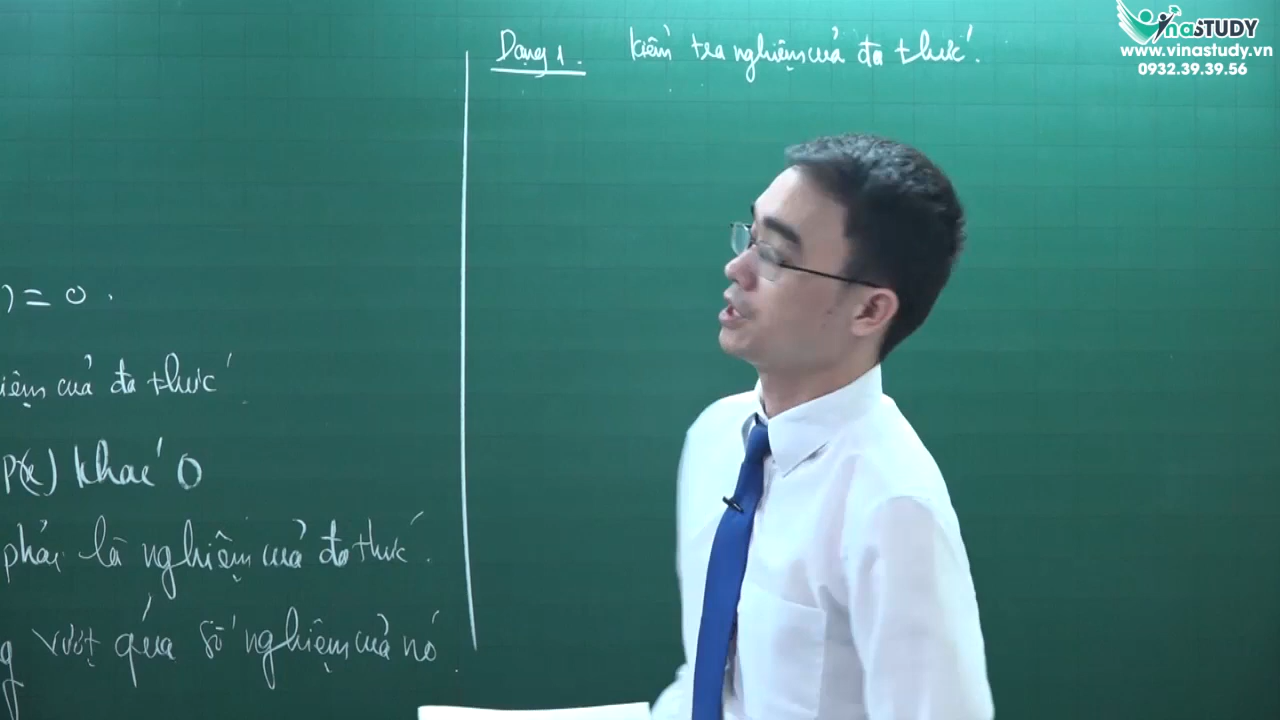 Dạng 1. Kiểm tra nghiệm của đa thức.
) = 0.
iệm của đa thức
P(x) khác 0
phải là nghiệm của đa thức.
g vượt qúa số nghiệm của nó.
VinaSTUDY
www.vinastudy.vn
0932.39.39.56